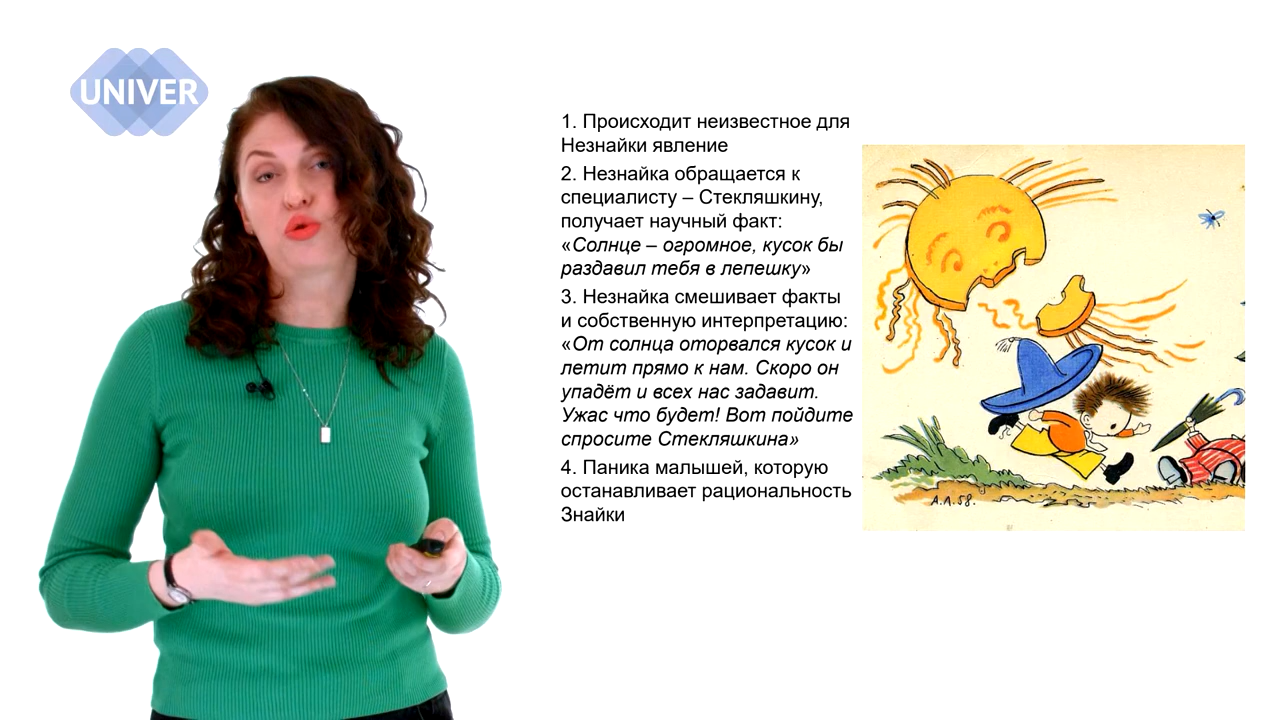 UNIVER
1. Происходит неизвестное для
Незнайки явление
2. Незнайка обращается к
специалисту – Стекляшкину,
получает научный факт:
«Солнце – огромное, кусок бы
раздавил тебя в лепешку»
3. Незнайка смешивает факты
и собственную интерпретацию:
«От солнца оторвался кусок и
летит прямо к нам. Скоро он
упадёт и всех нас задавит.
Ужас что будет! Вот пойдите
спросите Стекляшкина»
4. Паника малышей, которую
останавливает рациональность
Знайки
А.Л.58.